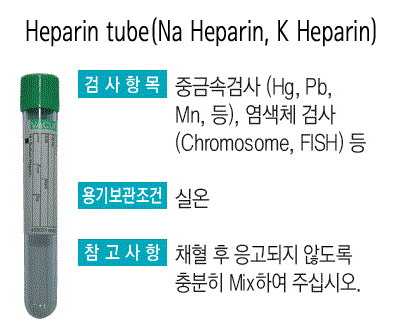 Heparin tube(Na Heparin, K Heparin)
검 사 항 목
중금속검사 (Hg, Pb,
Mn, 등), 염색체 검사
(Chromosome, FISH) 등
용기보관조건
실온
참 고 사 항
채혈 후 응고되지 않도록
충분히 Mix하여 주십시오.